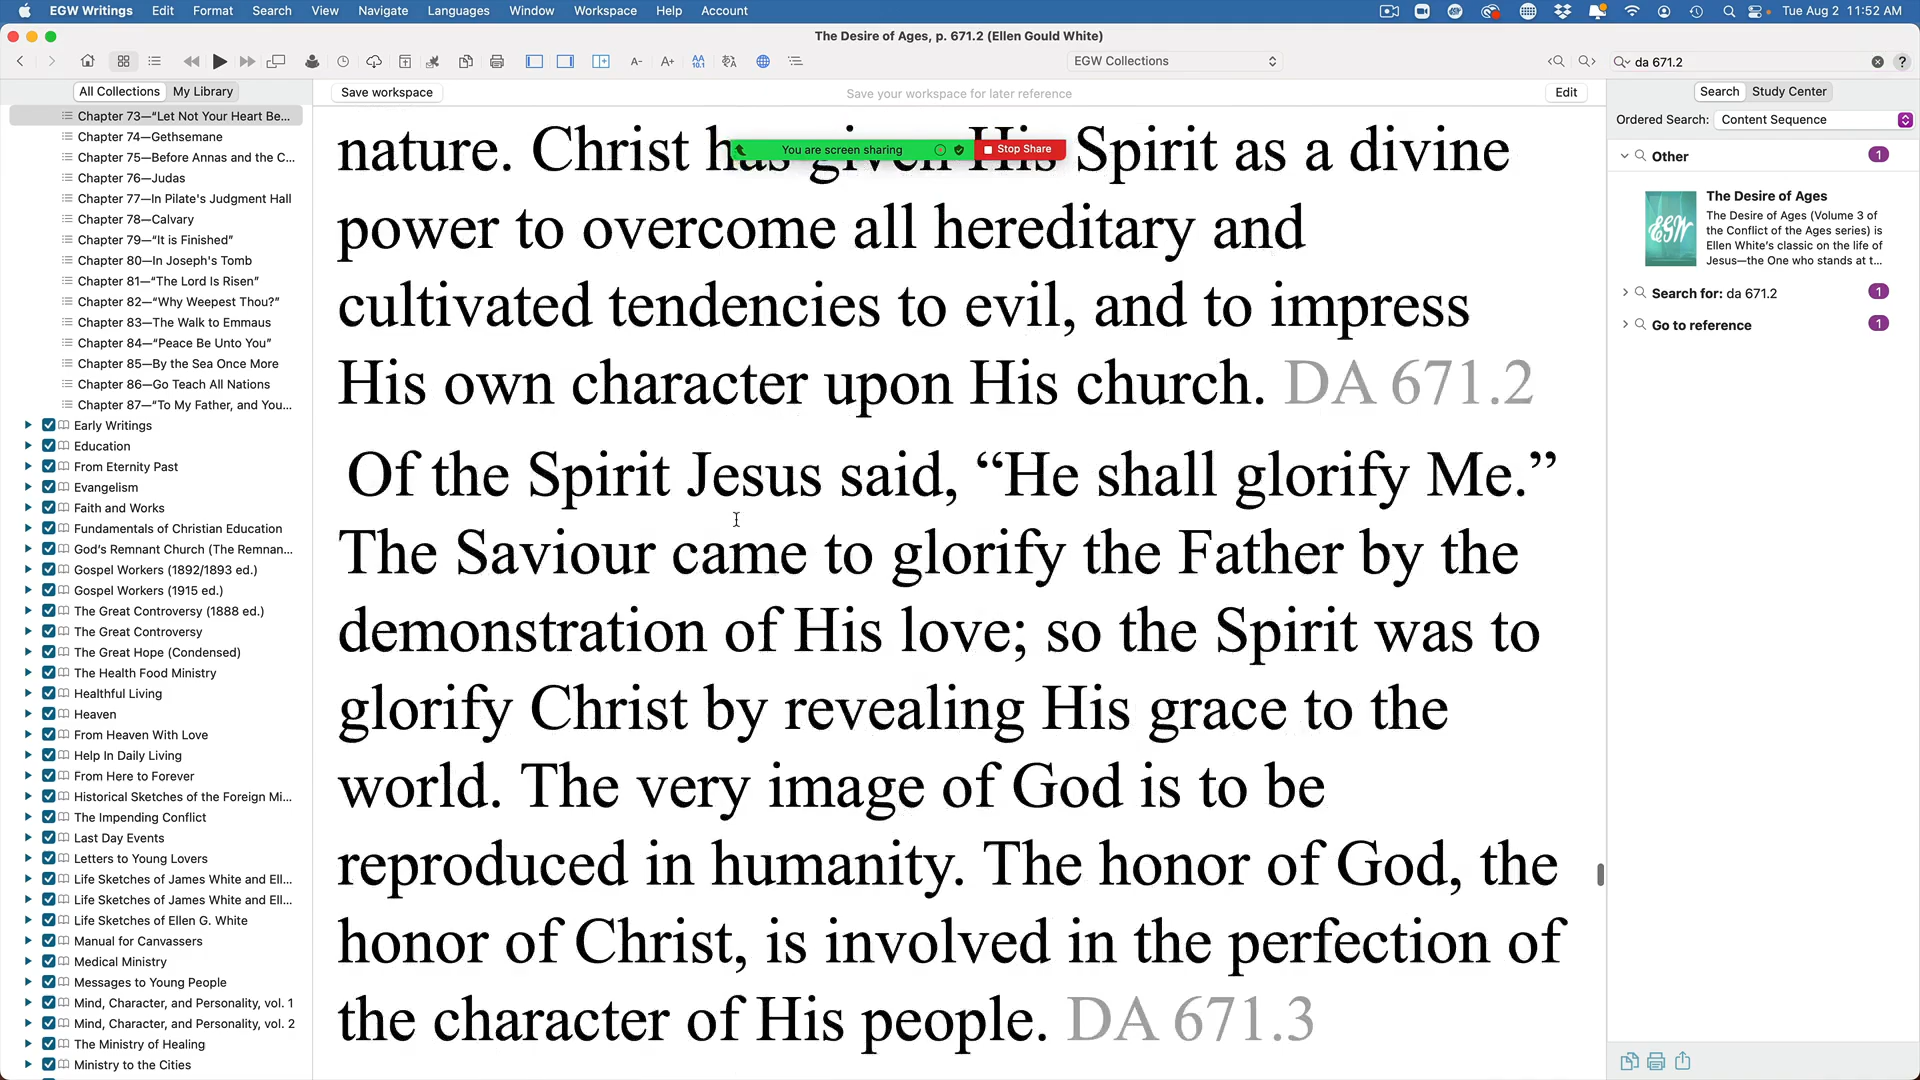 EGW Writings Edit Format Search View Navigate Languages Window Workspace Help Account Tue Aug 2 11:52 AM
The Desire of Ages, p. 671.2 (Ellen Gould White)
A- A+ AA 10.1 EGW Collections da 671.2 ?
All Collections My Library
Save workspace Save your workspace for later reference Edit
Search Study Center
Chapter 73—“Let Not Your Heart Be...
Chapter 74—Gethsemane
Chapter 75—Before Annas and the C...
Chapter 76—Judas
Chapter 77—In Pilate's Judgment Hall
Chapter 78—Calvary
Chapter 79—“It is Finished”
Chapter 80—In Joseph's Tomb
Chapter 81—“The Lord Is Risen”
Chapter 82—“Why Weepest Thou?”
Chapter 83—The Walk to Emmaus
Chapter 84—“Peace Be Unto You”
Chapter 85—By the Sea Once More
Chapter 86—Go Teach All Nations
Chapter 87—“To My Father, and You...
Early Writings
Education
From Eternity Past
Evangelism
Faith and Works
Fundamentals of Christian Education
God’s Remnant Church (The Remnan...
Gospel Workers (1892/1893 ed.)
Gospel Workers (1915 ed.)
The Great Controversy (1888 ed.)
The Great Controversy
The Great Hope (Condensed)
The Health Food Ministry
Healthful Living
Heaven
From Heaven With Love
Help In Daily Living
From Here to Forever
Historical Sketches of the Foreign Mi...
The Impending Conflict
Last Day Events
Letters to Young Lovers
Life Sketches of James White and Ell...
Life Sketches of James White and Ell...
Life Sketches of Ellen G. White
Manual for Canvassers
Medical Ministry
Messages to Young People
Mind, Character, and Personality, vol. 1
Mind, Character, and Personality, vol. 2
The Ministry of Healing
Ministry to the Cities
You are screen sharing Stop Share
nature. Christ has given His Spirit as a divine
power to overcome all hereditary and
cultivated tendencies to evil, and to impress
His own character upon His church. DA 671.2
Of the Spirit Jesus said, “He shall glorify Me.”
The Saviour came to glorify the Father by the
demonstration of His love; so the Spirit was to
glorify Christ by revealing His grace to the
world. The very image of God is to be
reproduced in humanity. The honor of God, the
honor of Christ, is involved in the perfection of
the character of His people. DA 671.3
Ordered Search: Content Sequence
Other 1
EGW
The Desire of Ages
The Desire of Ages (Volume 3 of
the Conflict of the Ages series) is
Ellen White’s classic on the life of
Jesus—the One who stands at t...
Search for: da 671.2 1
Go to reference 1